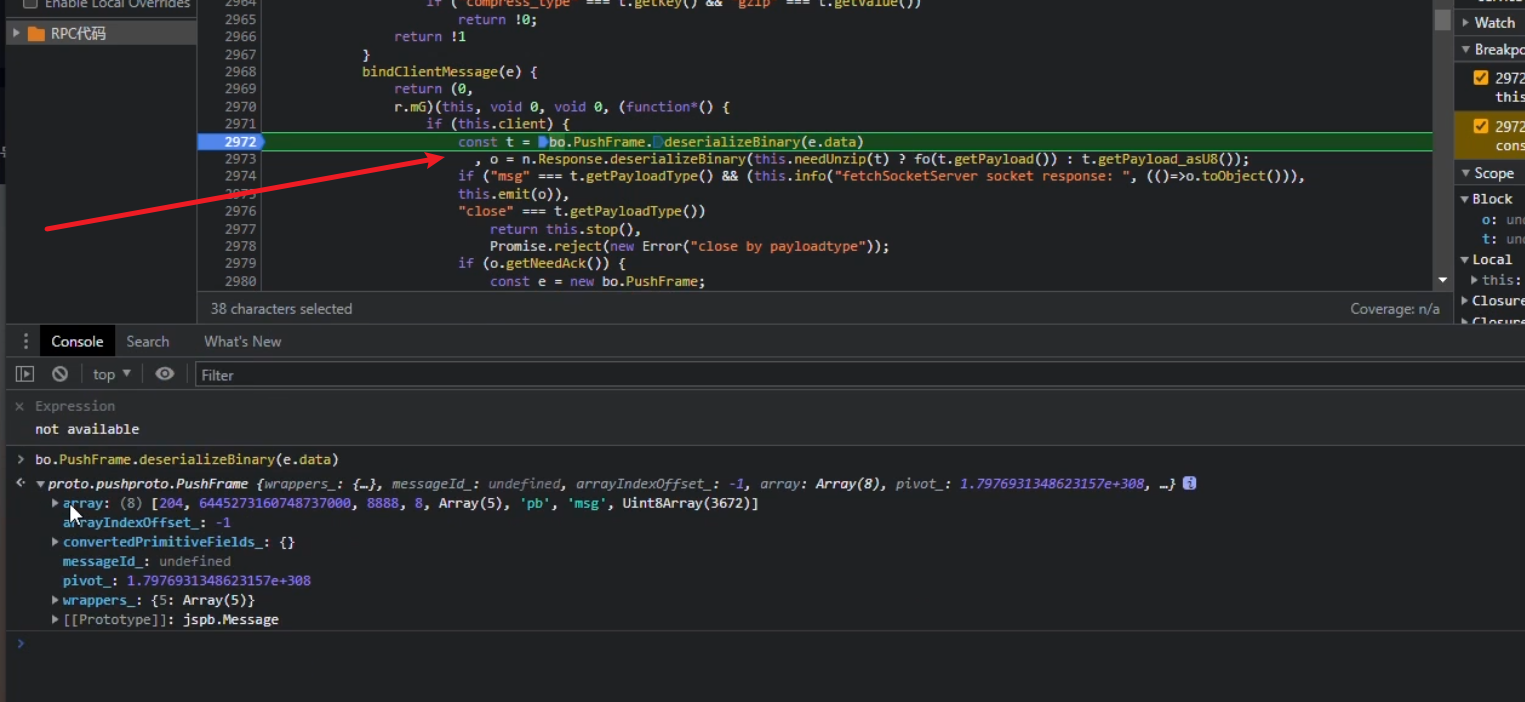 Enable Local Overrides
RPC代码
2964 if ("compress_type" === t.getKey() && "gzip" === t.getValue())
2965 return !0;
2966 return !1
2967 }
2968 bindClientMessage(e) {
2969 return (0,
2970 r.mG)(this, void 0, void 0, (function*() {
2971 if (this.client) {
2972 const t = bo.PushFrame.deserializeBinary(e.data)
2973 , o = n.Response.deserializeBinary(this.needUnzip(t) ? fo(t.getPayload()) : t.getPayload_asU8());
2974 if ("msg" === t.getPayloadType() && (this.info("fetchSocketServer socket response: ", (()=>o.toObject())),
2975 this.emit(o)),
2976 "close" === t.getPayloadType())
2977 return this.stop(),
2978 Promise.reject(new Error("close by payloadtype"));
2979 if (o.getNeedAck()) {
2980 const e = new bo.PushFrame;
38 characters selected
Coverage: n/a
Watch
Breakpo
2972
this
2972
cons
Scope
Block
o: und
t: und
Local
this:
Closure
Closure
Console Search What's New
top Filter
Expression
not available
bo.PushFrame.deserializeBinary(e.data)
proto.pushproto.PushFrame {wrappers_: {…}, messageId_: undefined, arrayIndexOffset_: -1, array: Array(8), pivot_: 1.7976931348623157e+308, …}
array: (8) [204, 6445273160748737000, 8888, 8, Array(5), 'pb', 'msg', Uint8Array(3672)]
arrayIndexOffset_: -1
convertedPrimitiveFields_: {}
messageId_: undefined
pivot_: 1.7976931348623157e+308
wrappers_: {5: Array(5)}
[[Prototype]]: jspb.Message